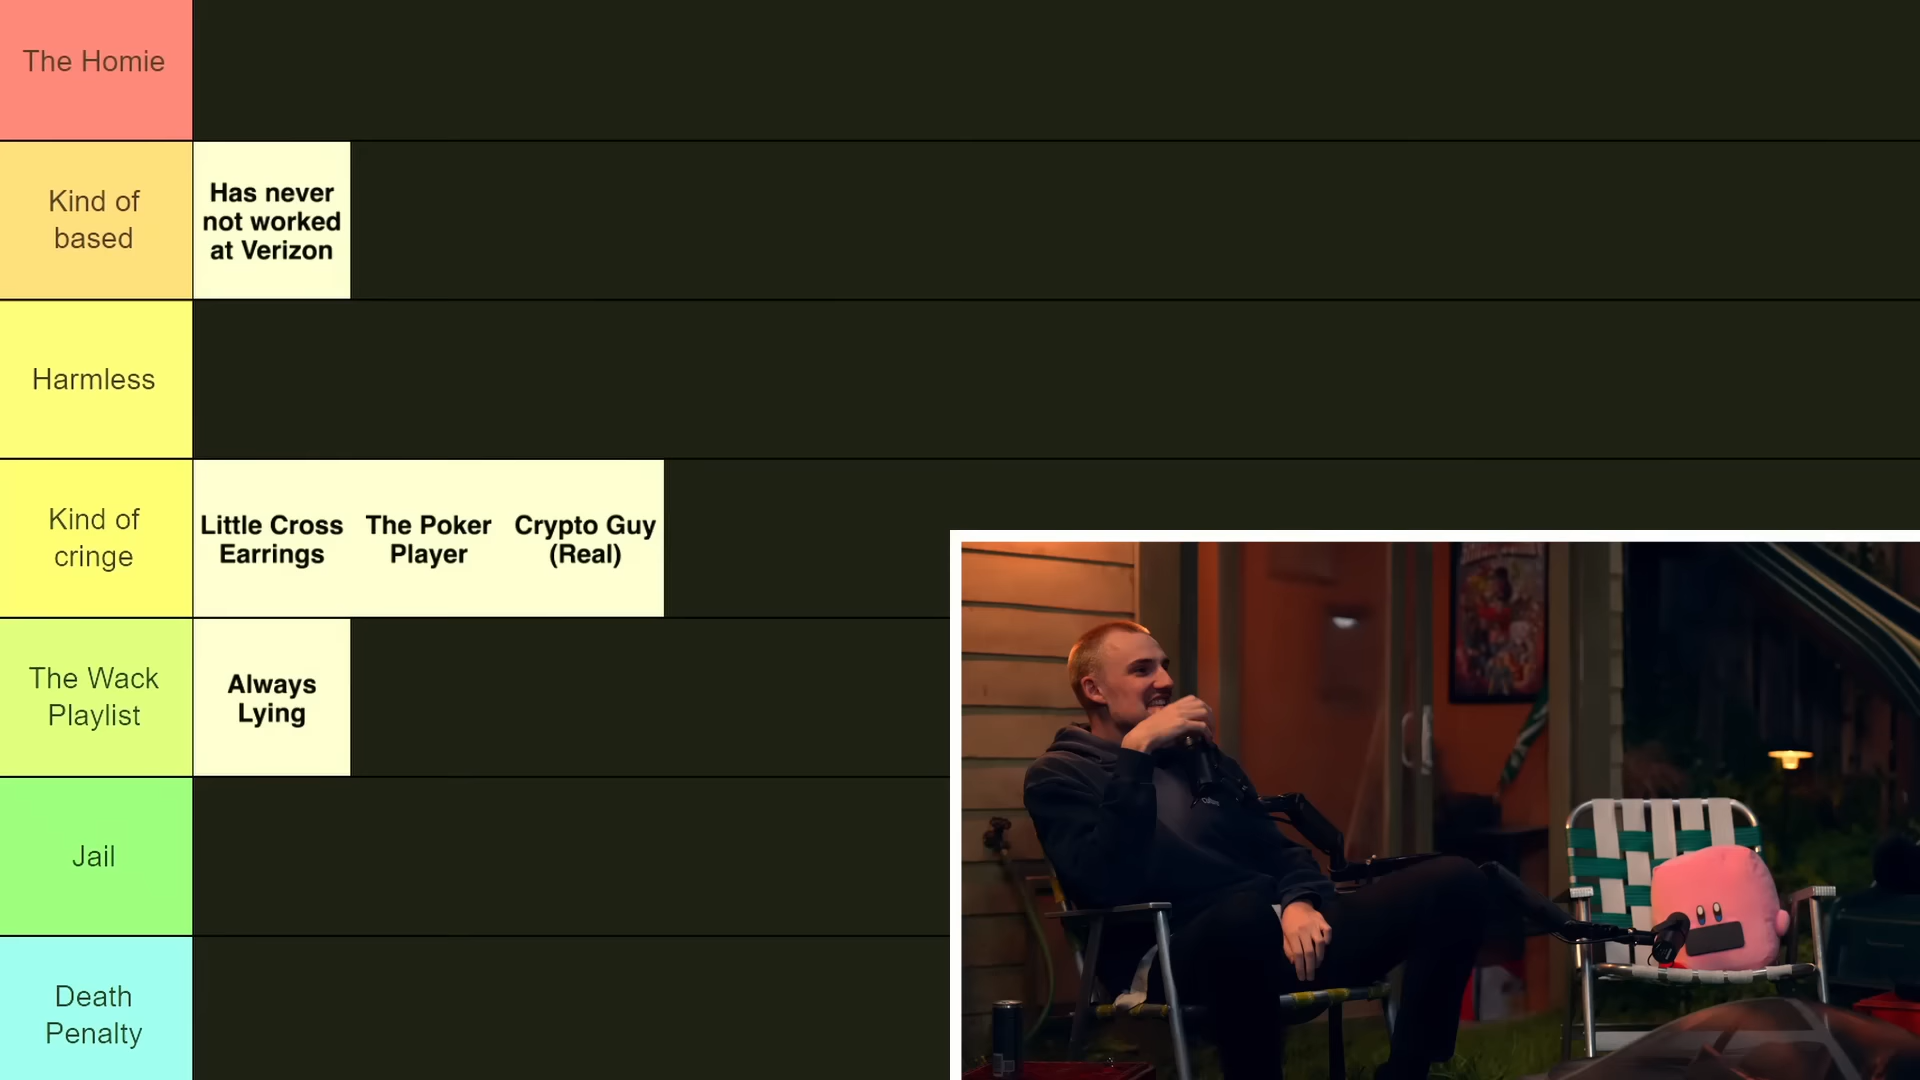 The Homie
Kind of
based
Has never
not worked
at Verizon
Harmless
Kind of
cringe
Little Cross
Earrings
The Poker
Player
Crypto Guy
(Real)
The Wack
Playlist
Always
Lying
Jail
Death
Penalty